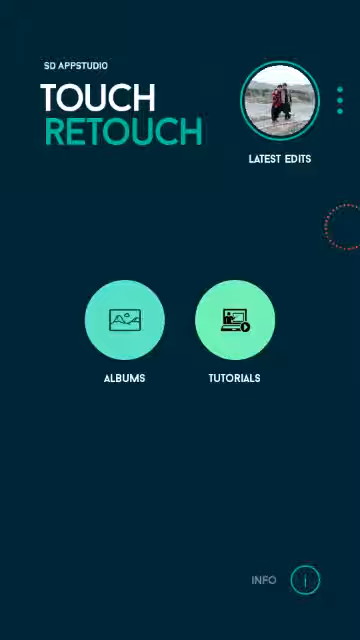 SD APPSTUDIO
TOUCH
RETOUCH
LATEST EDITS
ALBUMS
TUTORIALS
INFO